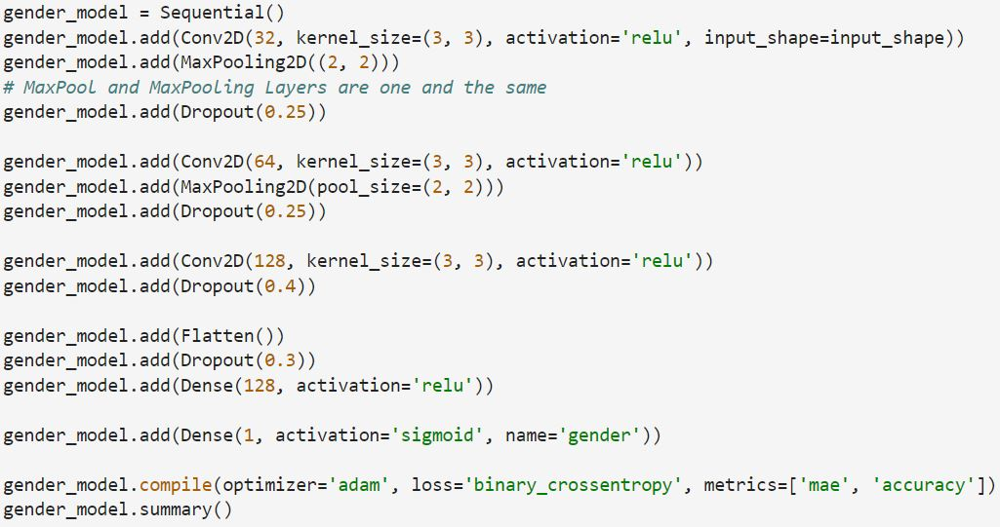 gender_model = Sequential()
gender_model.add(Conv2D(32, kernel_size=(3, 3), activation='relu', input_shape=input_shape))
gender_model.add(MaxPooling2D((2, 2)))
# MaxPool and MaxPooling Layers are one and the same
gender_model.add(Dropout(0.25))
gender_model.add(Conv2D(64, kernel_size=(3, 3), activation='relu'))
gender_model.add(MaxPooling2D(pool_size=(2, 2)))
gender_model.add(Dropout(0.25))
gender_model.add(Conv2D(128, kernel_size=(3, 3), activation='relu'))
gender_model.add(Dropout(0.4))
gender_model.add(Flatten())
gender_model.add(Dropout(0.3))
gender_model.add(Dense(128, activation='relu'))
gender_model.add(Dense(1, activation='sigmoid', name='gender'))
gender_model.compile(optimizer='adam', loss='binary_crossentropy', metrics=['mae', 'accuracy'])
gender_model.summary()